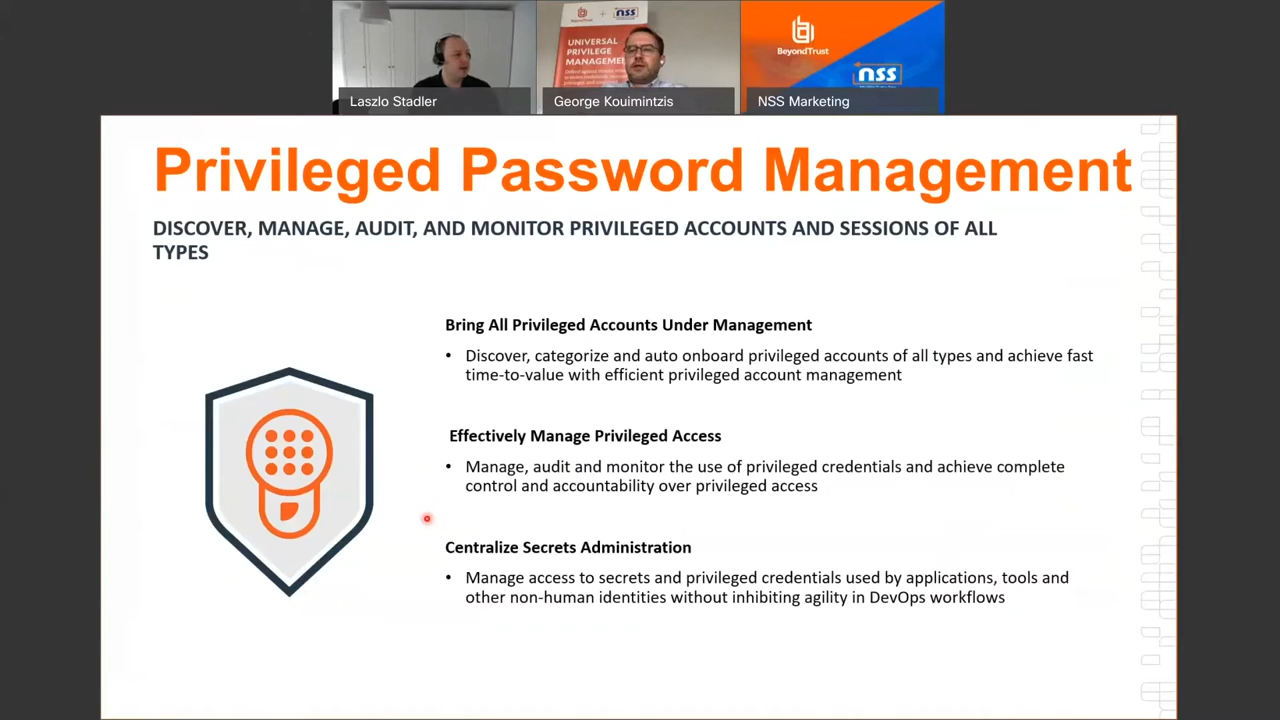 BeyondTrust
+
nss
UNIVERSAL
PRIVILEGE
MANAGEMEN
BeyondTrust
nss
Laszlo Stadler
George Kouimintzis
NSS Marketing
Privileged Password Management
DISCOVER, MANAGE, AUDIT, AND MONITOR PRIVILEGED ACCOUNTS AND SESSIONS OF ALL
TYPES
Bring All Privileged Accounts Under Management
• Discover, categorize and auto onboard privileged accounts of all types and achieve fast
time-to-value with efficient privileged account management
Effectively Manage Privileged Access
• Manage, audit and monitor the use of privileged credentials and achieve complete
control and accountability over privileged access
Centralize Secrets Administration
• Manage access to secrets and privileged credentials used by applications, tools and
other non-human identities without inhibiting agility in DevOps workflows